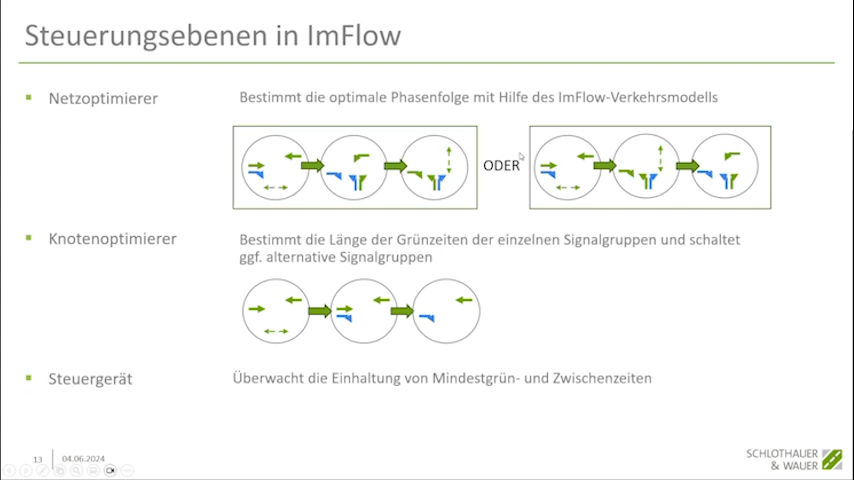 Steuerungsebenen in ImFlow
Netzoptimierer
Bestimmt die optimale Phasenfolge mit Hilfe des ImFlow-Verkehrsmodells
ODER
Knotenoptimierer
Bestimmt die Länge der Grünzeiten der einzelnen Signalgruppen und schaltet
ggf. alternative Signalgruppen
Steuergerät
Überwacht die Einhaltung von Mindestgrün- und Zwischenzeiten
13
04.06.2024
SCHLOTHAUER
& WAUER